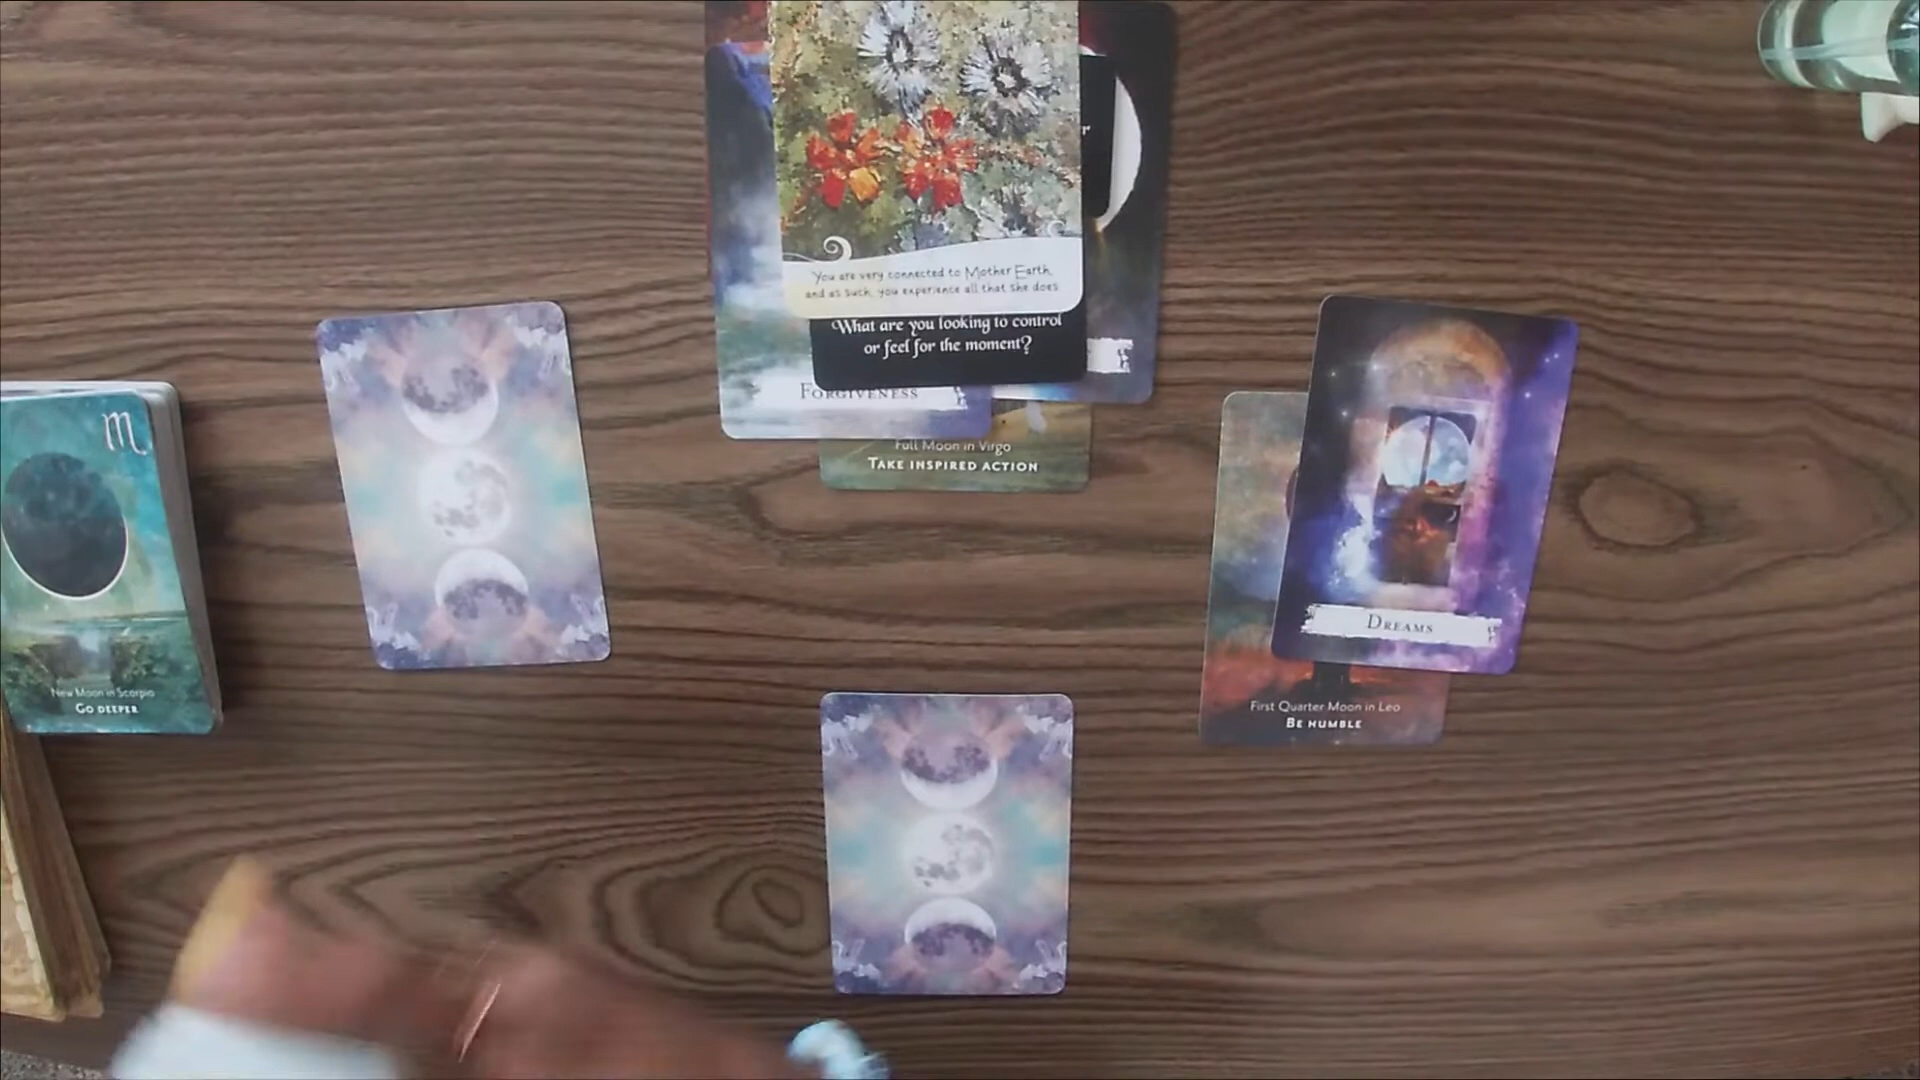 You are very connected to Mother Earth,
and as such, you experience all that she does
What are you looking to control
or feel for the moment?
Forgiveness
Full Moon in Virgo
Take inspired action
Dreams
First Quarter Moon in Leo
Be humble
New Moon in Scorpio
Go deeper